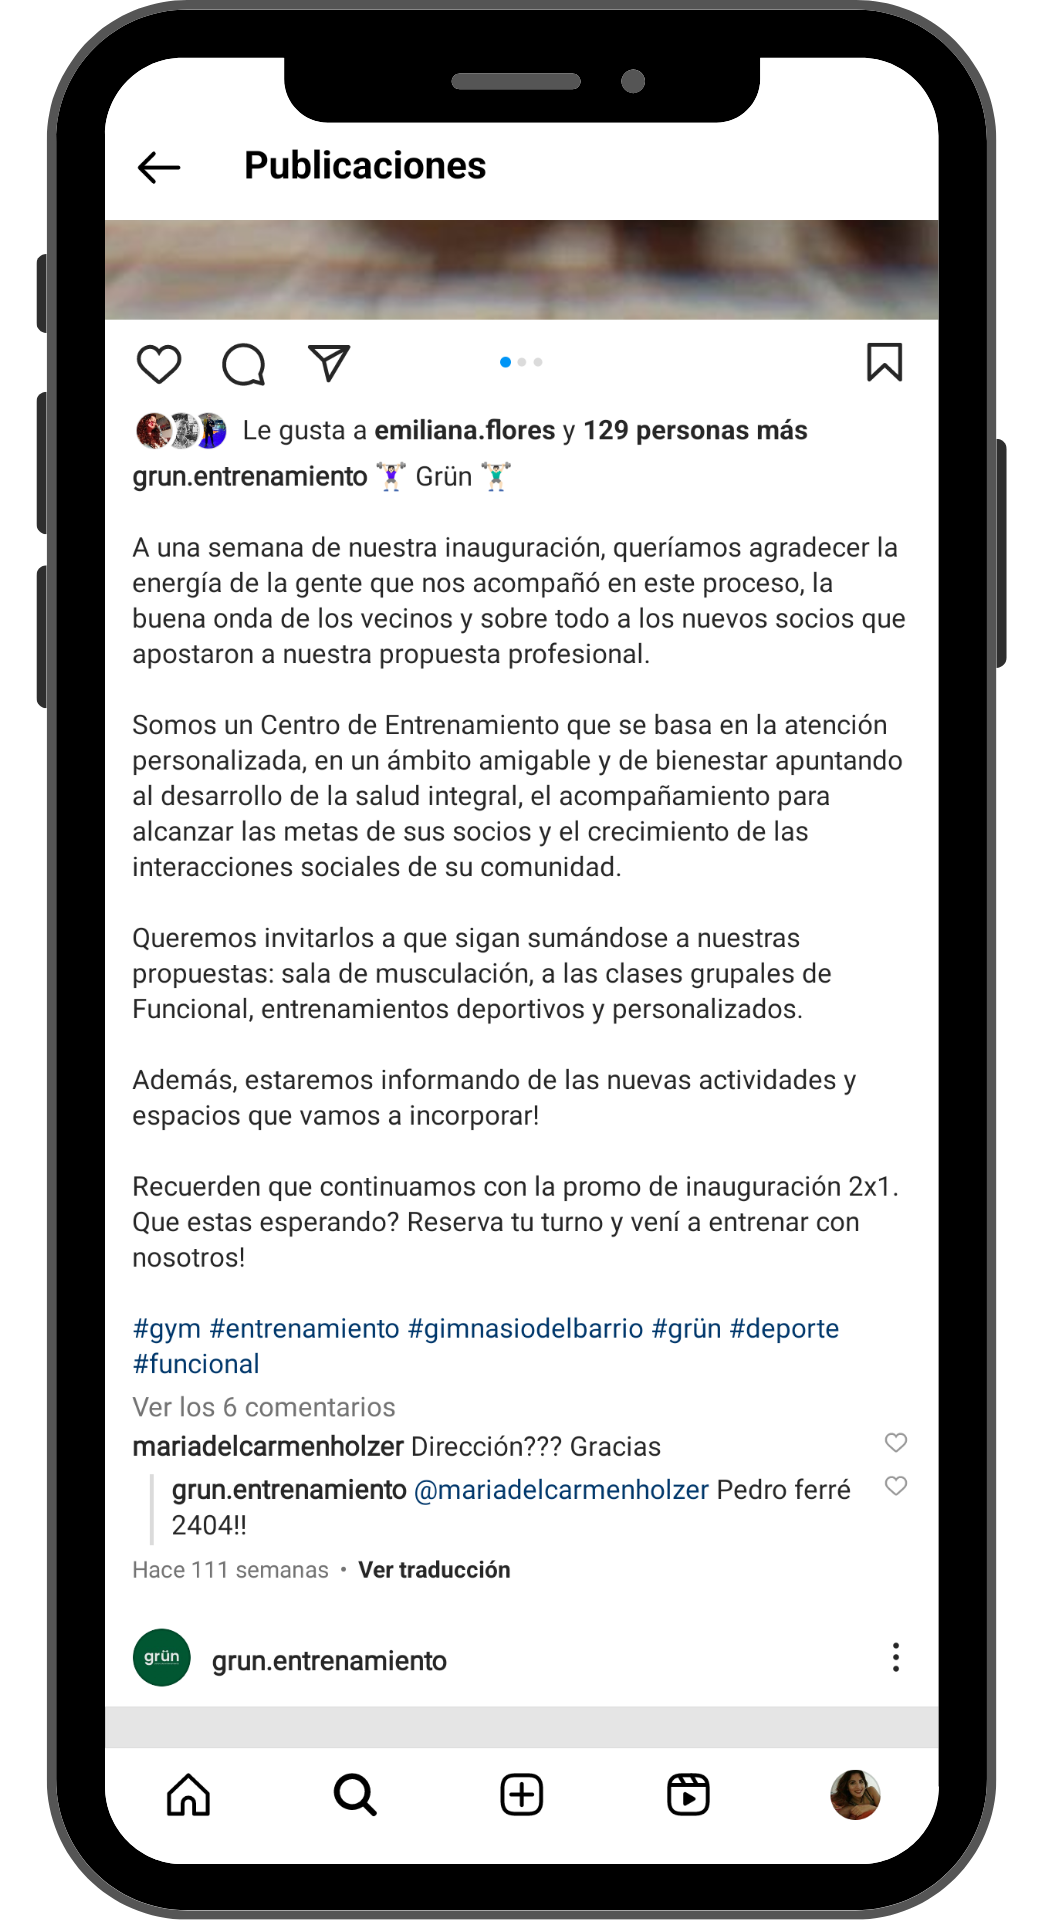 Publicaciones
Le gusta a emiliana.flores y 129 personas más
grun.entrenamiento 🏋🏻‍♀️ Grün 🏋🏻‍♂️
A una semana de nuestra inauguración, queríamos agradecer la
energía de la gente que nos acompañó en este proceso, la
buena onda de los vecinos y sobre todo a los nuevos socios que
apostaron a nuestra propuesta profesional.
Somos un Centro de Entrenamiento que se basa en la atención
personalizada, en un ámbito amigable y de bienestar apuntando
al desarrollo de la salud integral, el acompañamiento para
alcanzar las metas de sus socios y el crecimiento de las
interacciones sociales de su comunidad.
Queremos invitarlos a que sigan sumándose a nuestras
propuestas: sala de musculación, a las clases grupales de
Funcional, entrenamientos deportivos y personalizados.
Además, estaremos informando de las nuevas actividades y
espacios que vamos a incorporar!
Recuerden que continuamos con la promo de inauguración 2x1.
Que estas esperando? Reserva tu turno y vení a entrenar con
nosotros!
#gym #entrenamiento #gimnasiodelbarrio #grün #deporte
#funcional
Ver los 6 comentarios
mariadelcarmenholzer Dirección??? Gracias
grun.entrenamiento @mariadelcarmenholzer Pedro ferré
2404!!
Hace 111 semanas • Ver traducción
grün
grun.entrenamiento